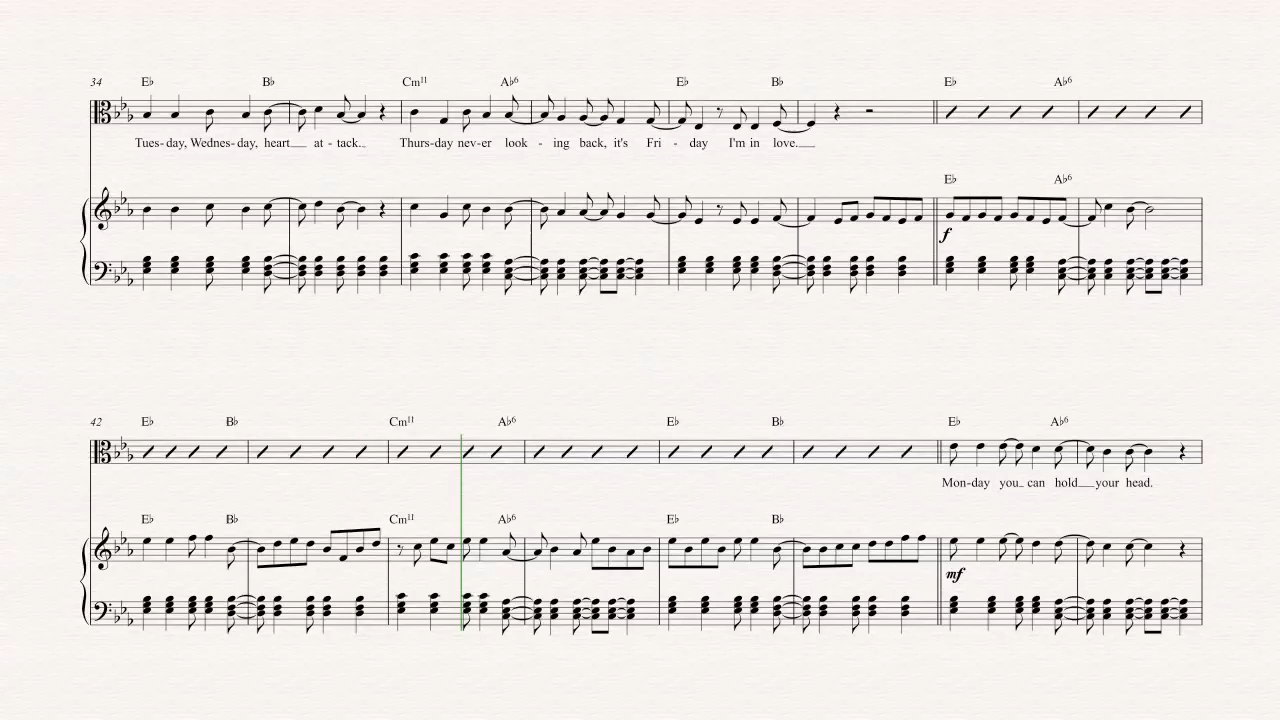 34 E♭ B♭ Cm11 A♭6 E♭ B♭ E♭ A♭6
Tues- day, Wednes- day, heart at - tack. Thurs-day nev-er look - ing back, it's Fri - day I'm in love.
E♭ A♭6
f
42 E♭ B♭ Cm11 A♭6 E♭ B♭ E♭ A♭6
Mon-day you can hold your head.
E♭ B♭ Cm11 A♭6 E♭ B♭
mf